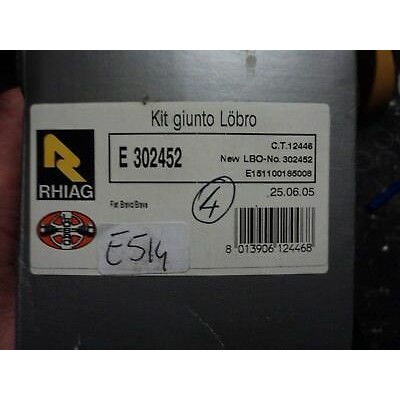 Kit giunto Löbro
E 302452
C.T.12446
New LBO-No. 302452
E151100185008
RHIAG
25.06.05
Fiat Bravo/Brava
4
E514
8 013906 124468